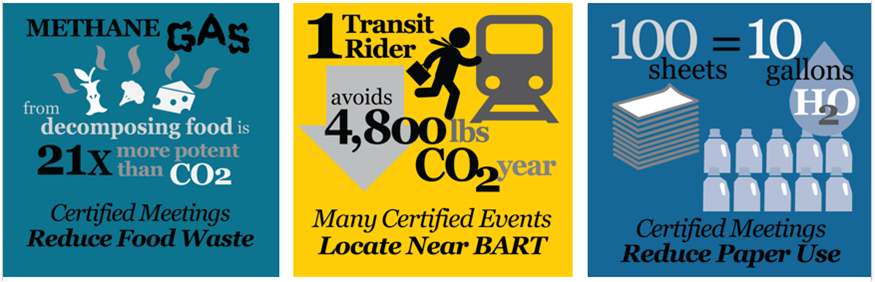 METHANE GAS
from
decomposing food is
21x more potent
than CO2
Certified Meetings
Reduce Food Waste
1 Transit
Rider
avoids
4,800 lbs
CO2 year
Many Certified Events
Locate Near BART
100 = 10
sheets gallons
H2O
Certified Meetings
Reduce Paper Use